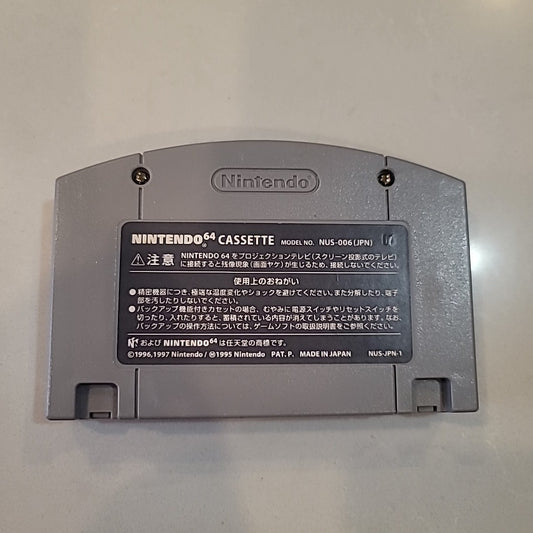 Nintendo
NINTENDO 64 CASSETTE MODEL NO. NUS-006 (JPN)
⚠注意 NINTENDO 64 をプロジェクションテレビ(スクリーン投影式のテレビ)
に接続すると残像現象(画面ヤケ)が生じるため、接続しないでください。
使用上のおねがい
●精密機器につき、極端な温度変化やショックを避けてください。また分解したり、端子
部を汚したりしないでください。
●バックアップ機能付きカセットの場合、むやみに電源スイッチやリセットスイッチを
切ったり、入れたりすると、蓄積されている内容が消えてしまうことがあります。なお、
バックアップの操作方法については、ゲームソフトの取扱説明書をご参照ください。
および NINTENDO 64 は任天堂の商標です。
©1996,1997 Nintendo / Ⓜ1995 Nintendo PAT. P. MADE IN JAPAN NUS-JPN-1